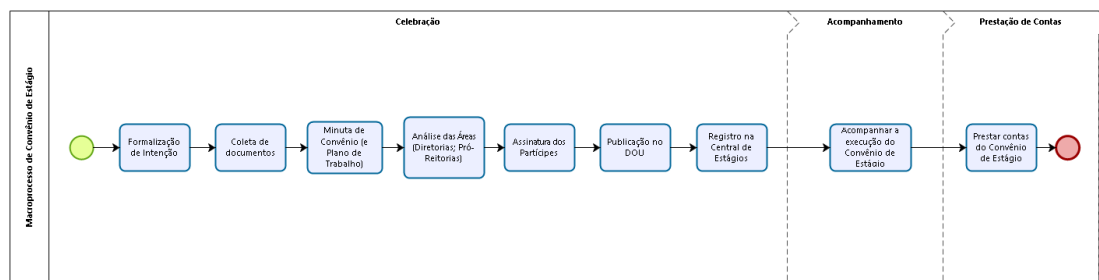 Celebração
Acompanhamento
Prestação de Contas
Macroprocesso de Convênio de Estágio
Formalização
de Intenção
Coleta de
documentos
Minuta de
Convênio (e
Plano de
Trabalho)
Análise das Áreas
(Diretorias; Pró-
Reitorias)
Assinatura dos
Partícipes
Publicação no
DOU
Registro na
Central de
Estágios
Acompanhar a
execução do
Convênio de
Estágio
Prestar contas
do Convênio
de Estágio